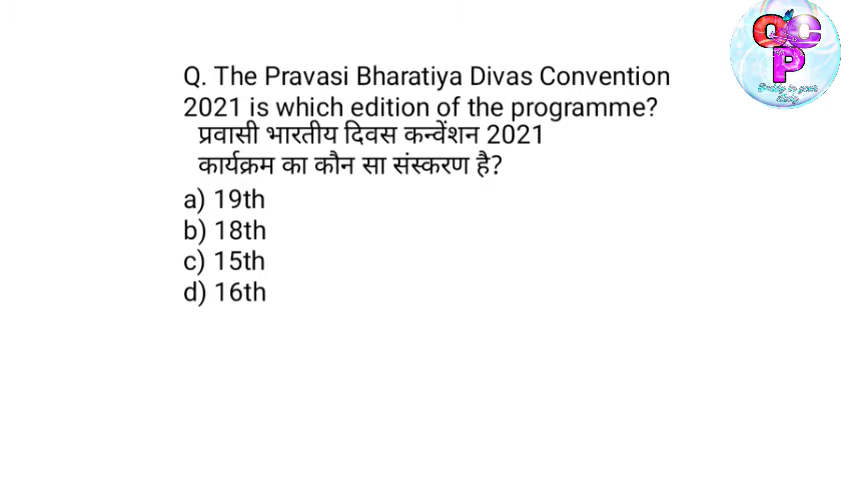 Q. The Pravasi Bharatiya Divas Convention
2021 is which edition of the programme?
प्रवासी भारतीय दिवस कन्वेंशन 2021
कार्यक्रम का कौन सा संस्करण है?
a) 19th
b) 18th
c) 15th
d) 16th
QCP